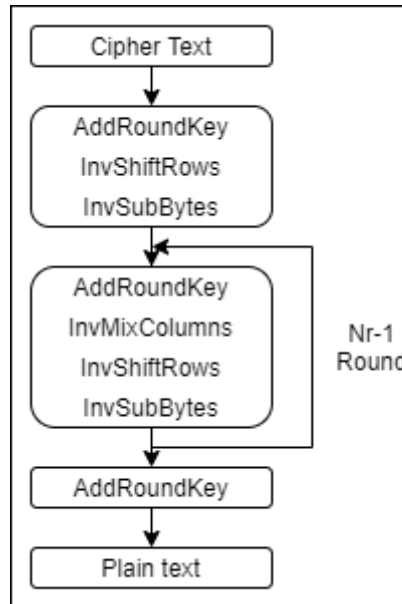 Cipher Text
AddRoundKey
InvShiftRows
InvSubBytes
AddRoundKey
InvMixColumns
InvShiftRows
InvSubBytes
Nr-1
Round
AddRoundKey
Plain text